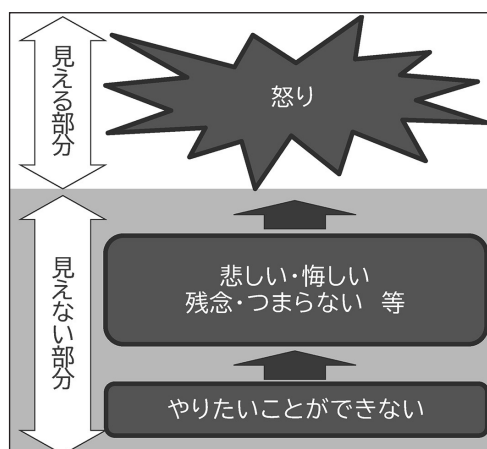 見える部分
怒り
見えない部分
悲しい・悔しい
残念・つまらない 等
やりたいことができない